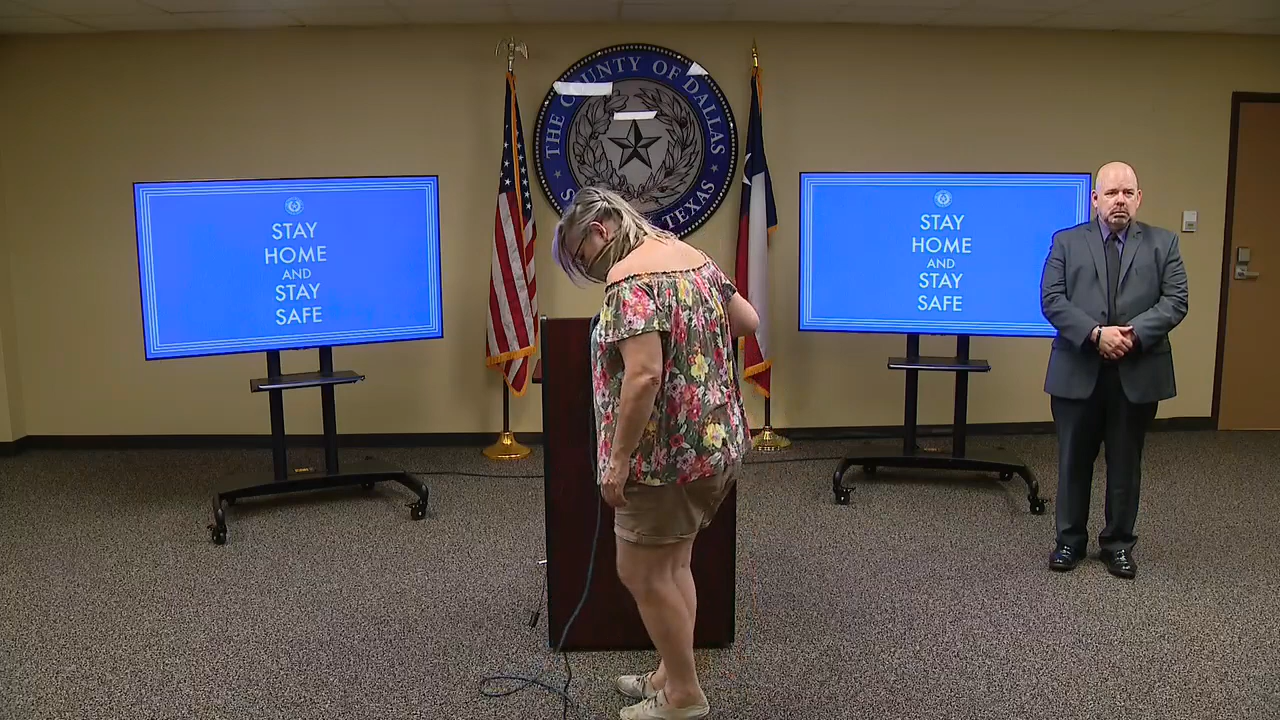 THE COUNTY OF DALLAS
TEXAS
STAY
HOME
AND
STAY
SAFE
STAY
HOME
AND
STAY
SAFE